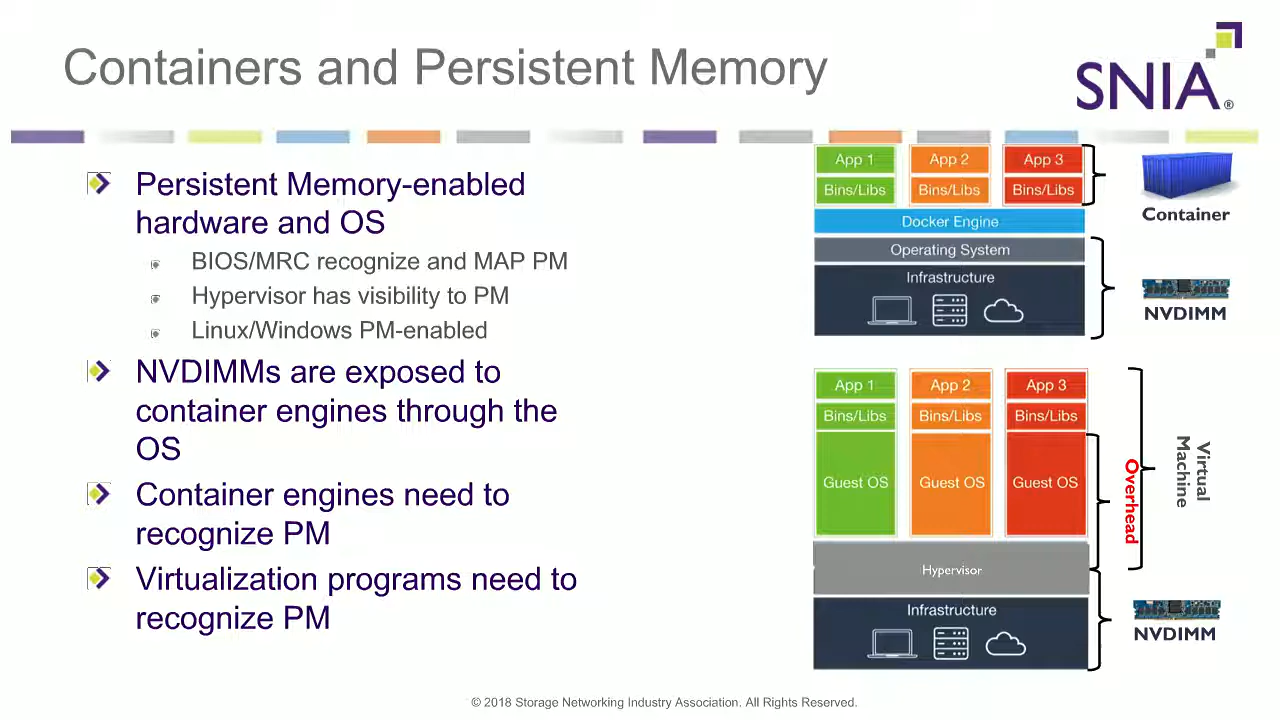 Containers and Persistent Memory
SNIA®
Persistent Memory-enabled
hardware and OS
BIOS/MRC recognize and MAP PM
Hypervisor has visibility to PM
Linux/Windows PM-enabled
NVDIMMs are exposed to
container engines through the
OS
Container engines need to
recognize PM
Virtualization programs need to
recognize PM
App 1 App 2 App 3
Bins/Libs Bins/Libs Bins/Libs
Docker Engine
Operating System
Infrastructure
Container
NVDIMM
App 1 App 2 App 3
Bins/Libs Bins/Libs Bins/Libs
Guest OS Guest OS Guest OS
Hypervisor
Infrastructure
Overhead
Virtual
Machine
NVDIMM
© 2018 Storage Networking Industry Association. All Rights Reserved.